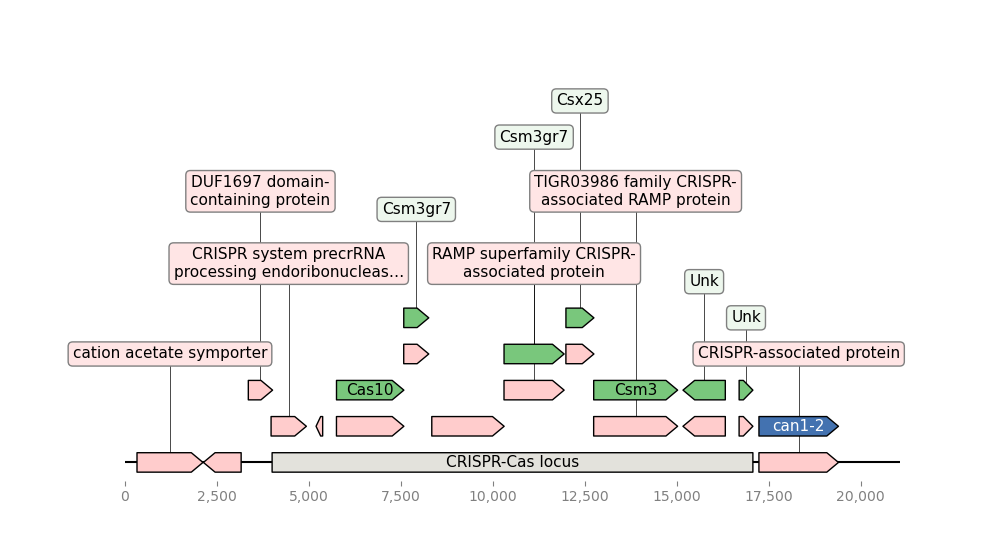 Csx25
Csm3gr7
DUF1697 domain-
containing protein
TIGR03986 family CRISPR-
associated RAMP protein
Csm3gr7
CRISPR system precrRNA
processing endoribonucleas...
RAMP superfamily CRISPR-
associated protein
Unk
Unk
cation acetate symporter
CRISPR-associated protein
Cas10
Csm3
can1-2
CRISPR-Cas locus
0
2,500
5,000
7,500
10,000
12,500
15,000
17,500
20,000